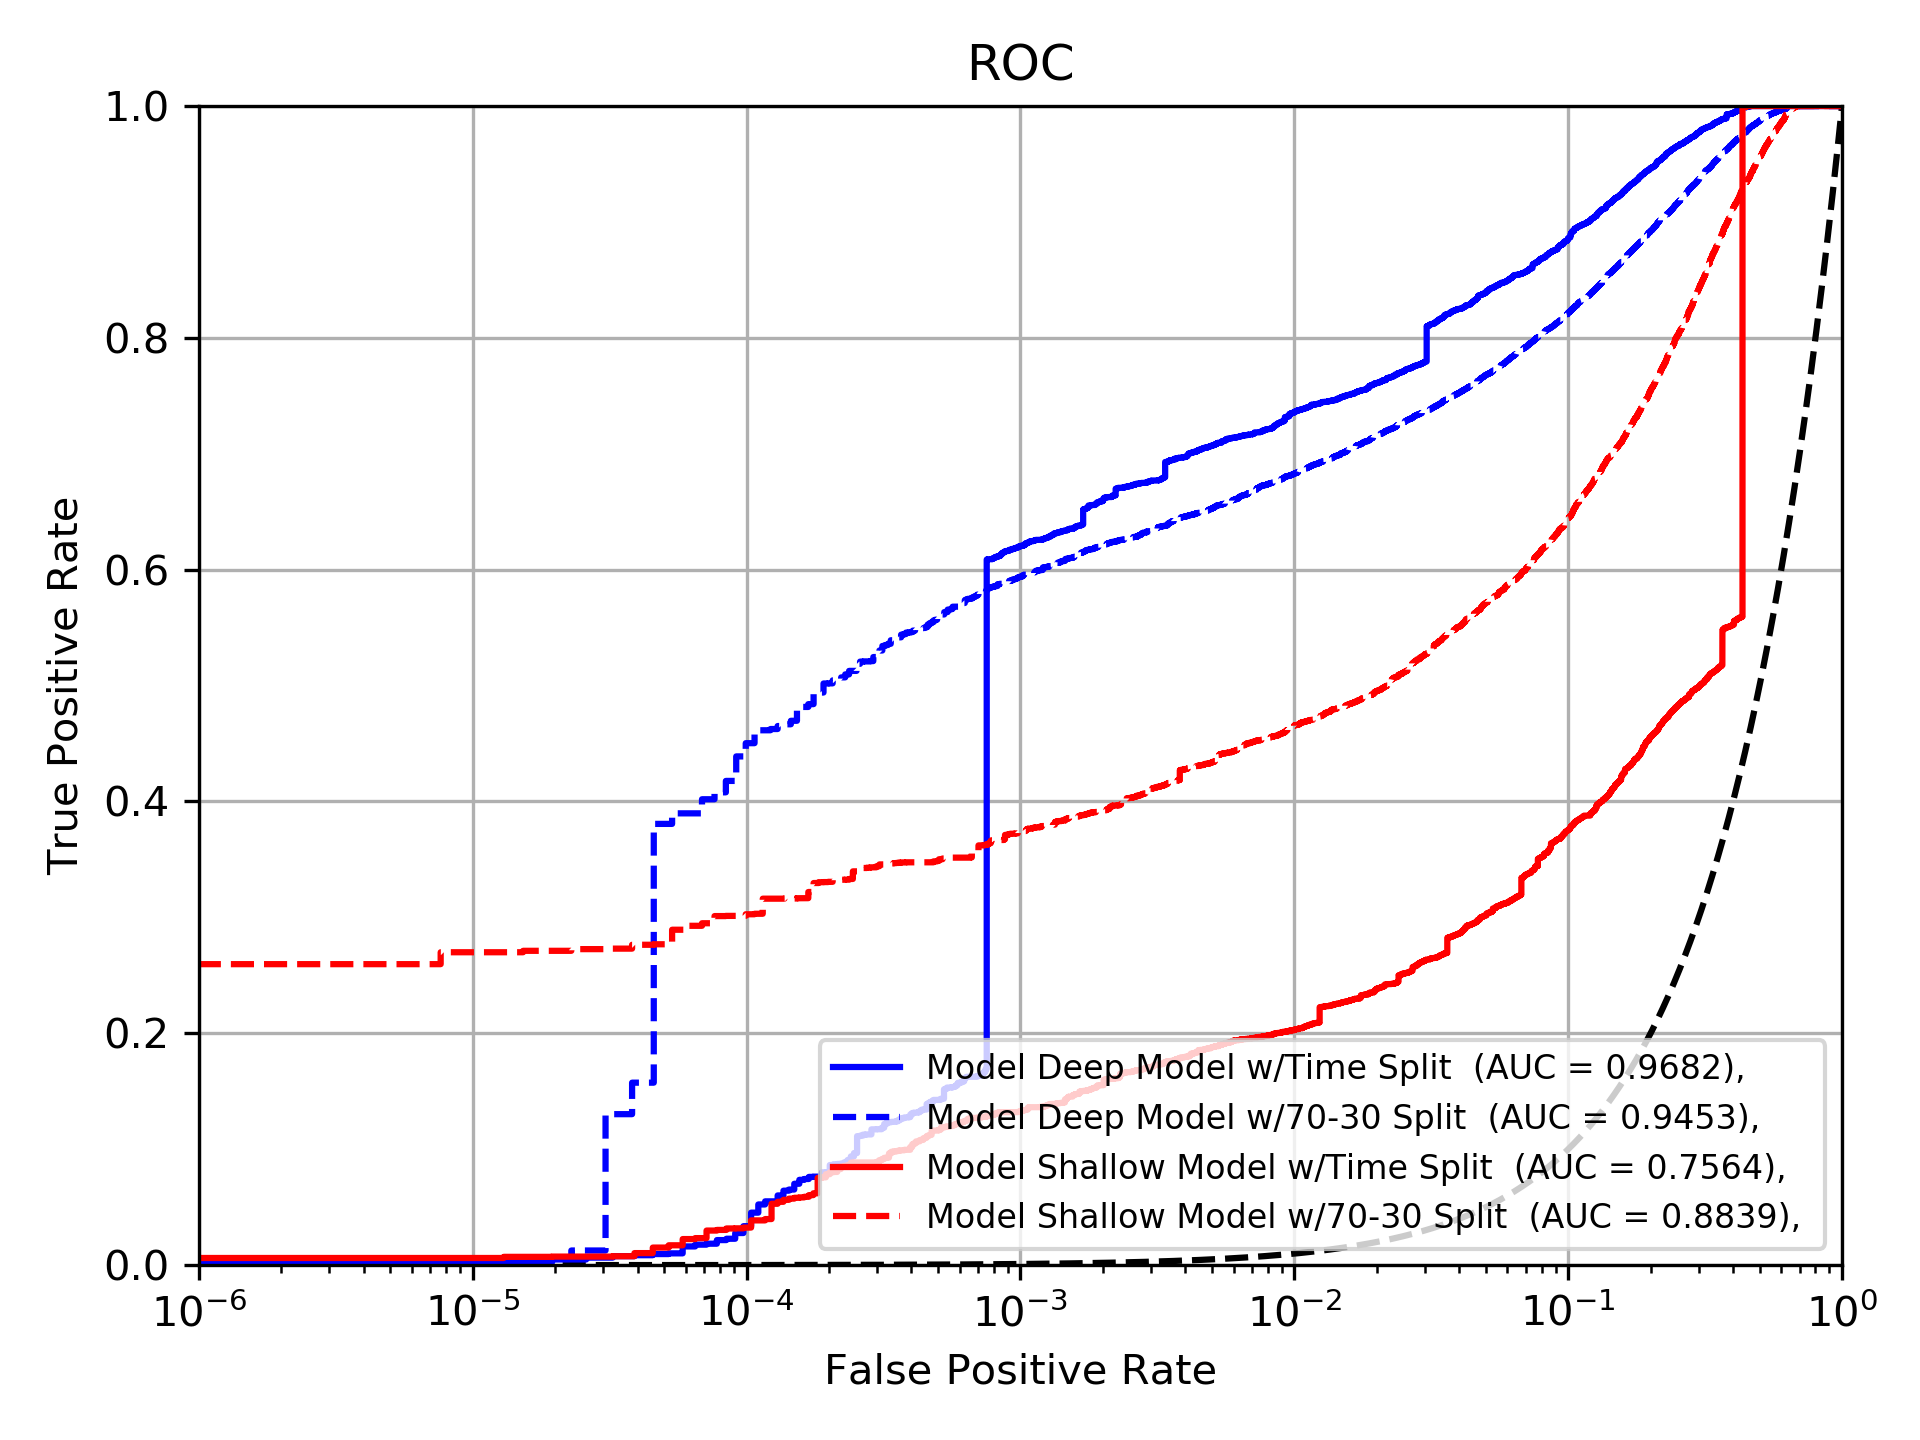 ROC
1.0
0.8
0.6
0.4
0.2
0.0
True Positive Rate
Model Deep Model w/Time Split (AUC = 0.9682),
Model Deep Model w/70-30 Split (AUC = 0.9453),
Model Shallow Model w/Time Split (AUC = 0.7564),
Model Shallow Model w/70-30 Split (AUC = 0.8839),
10⁻⁶ 10⁻⁵ 10⁻⁴ 10⁻³ 10⁻² 10⁻¹ 10⁰
False Positive Rate